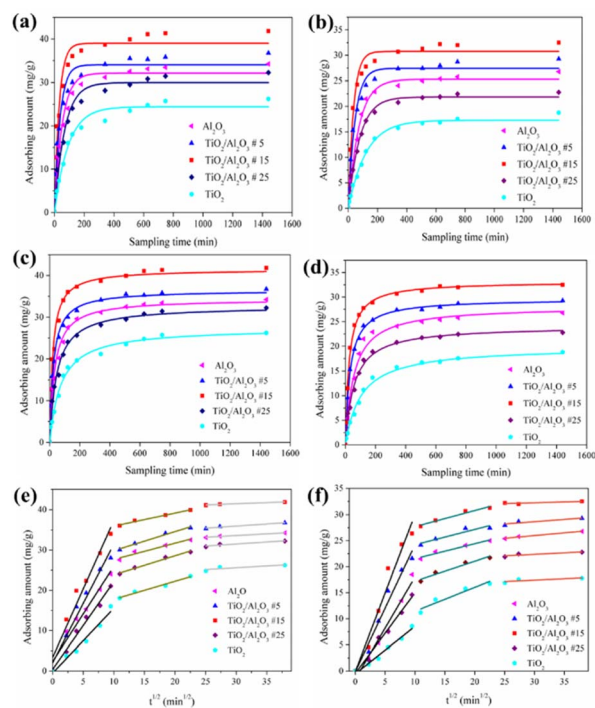 (a)
Adsorbing amount (mg/g)
40
30
20
10
0
Al₂O₃
TiO₂/Al₂O₃ # 5
TiO₂/Al₂O₃ # 15
TiO₂/Al₂O₃ # 25
TiO₂
0 200 400 600 800 1000 1200 1400 1600
Sampling time (min)
(b)
Adsorbing amount (mg/g)
35
30
25
20
15
10
5
0
Al₂O₃
TiO₂/Al₂O₃ #5
TiO₂/Al₂O₃ #15
TiO₂/Al₂O₃ #25
TiO₂
0 200 400 600 800 1000 1200 1400 1600
Sampling time (min)
(c)
Adsorbing amount (mg/g)
40
30
20
10
0
Al₂O₃
TiO₂/Al₂O₃ #5
TiO₂/Al₂O₃ #15
TiO₂/Al₂O₃ #25
TiO₂
0 200 400 600 800 1000 1200 1400 1600
Sampling time (min)
(d)
Adsorbing amount (mg/g)
35
30
25
20
15
10
5
0
Al₂O₃
TiO₂/Al₂O₃ #5
TiO₂/Al₂O₃ #15
TiO₂/Al₂O₃ #25
TiO₂
0 200 400 600 800 1000 1200 1400 1600
Sampling time (min)
(e)
Adsorbing amount (mg/g)
40
30
20
10
0
Al₂O
TiO₂/Al₂O₃ #5
TiO₂/Al₂O₃ #15
TiO₂/Al₂O₃ #25
TiO₂
0 5 10 15 20 25 30 35
t¹/² (min¹/²)
(f)
Adsorbing amount (mg/g)
35
30
25
20
15
10
5
0
Al₂O₃
TiO₂/Al₂O₃ #5
TiO₂/Al₂O₃ #15
TiO₂/Al₂O₃ #25
TiO₂
0 5 10 15 20 25 30 35
t¹/² (min¹/²)